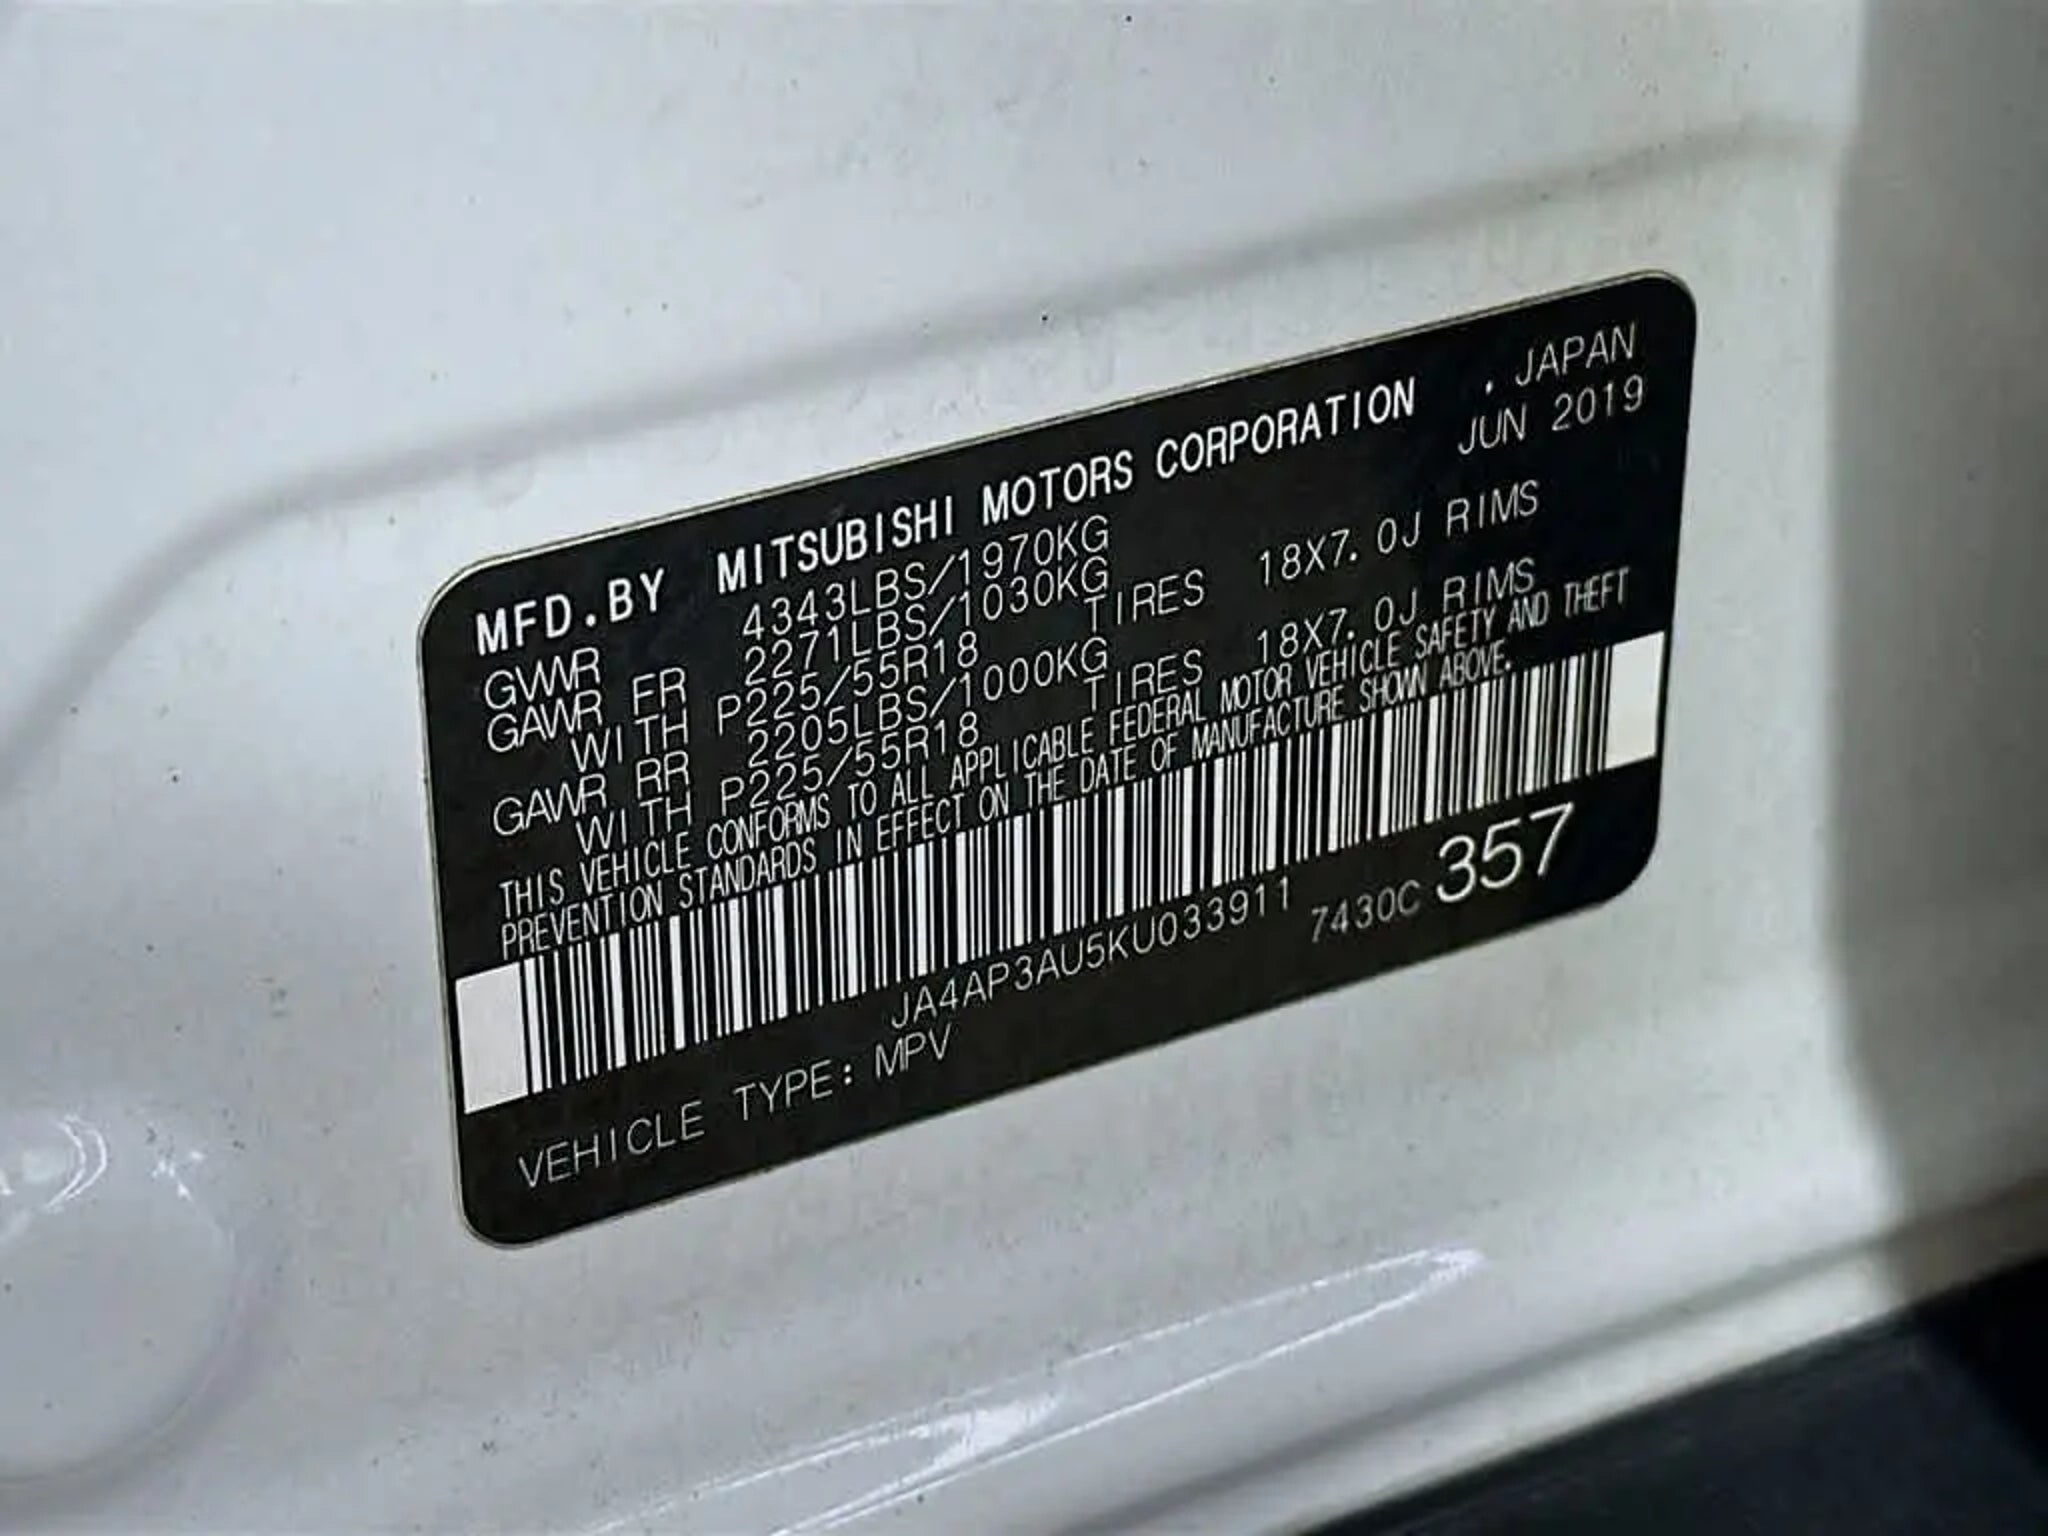 MFD.BY MITSUBISHI MOTORS CORPORATION . JAPAN
JUN 2019
GVWR 4343LBS/1970KG
GAWR FR 2271LBS/1030KG
WITH P225/55R18 TIRES 18X7.0J RIMS
GAWR RR 2205LBS/1000KG
WITH P225/55R18 TIRES 18X7.0J RIMS
THIS VEHICLE CONFORMS TO ALL APPLICABLE FEDERAL MOTOR VEHICLE SAFETY AND THEFT
PREVENTION STANDARDS IN EFFECT ON THE DATE OF MANUFACTURE SHOWN ABOVE.
JA4AP3AU5KU033911 7430C 357
VEHICLE TYPE: MPV